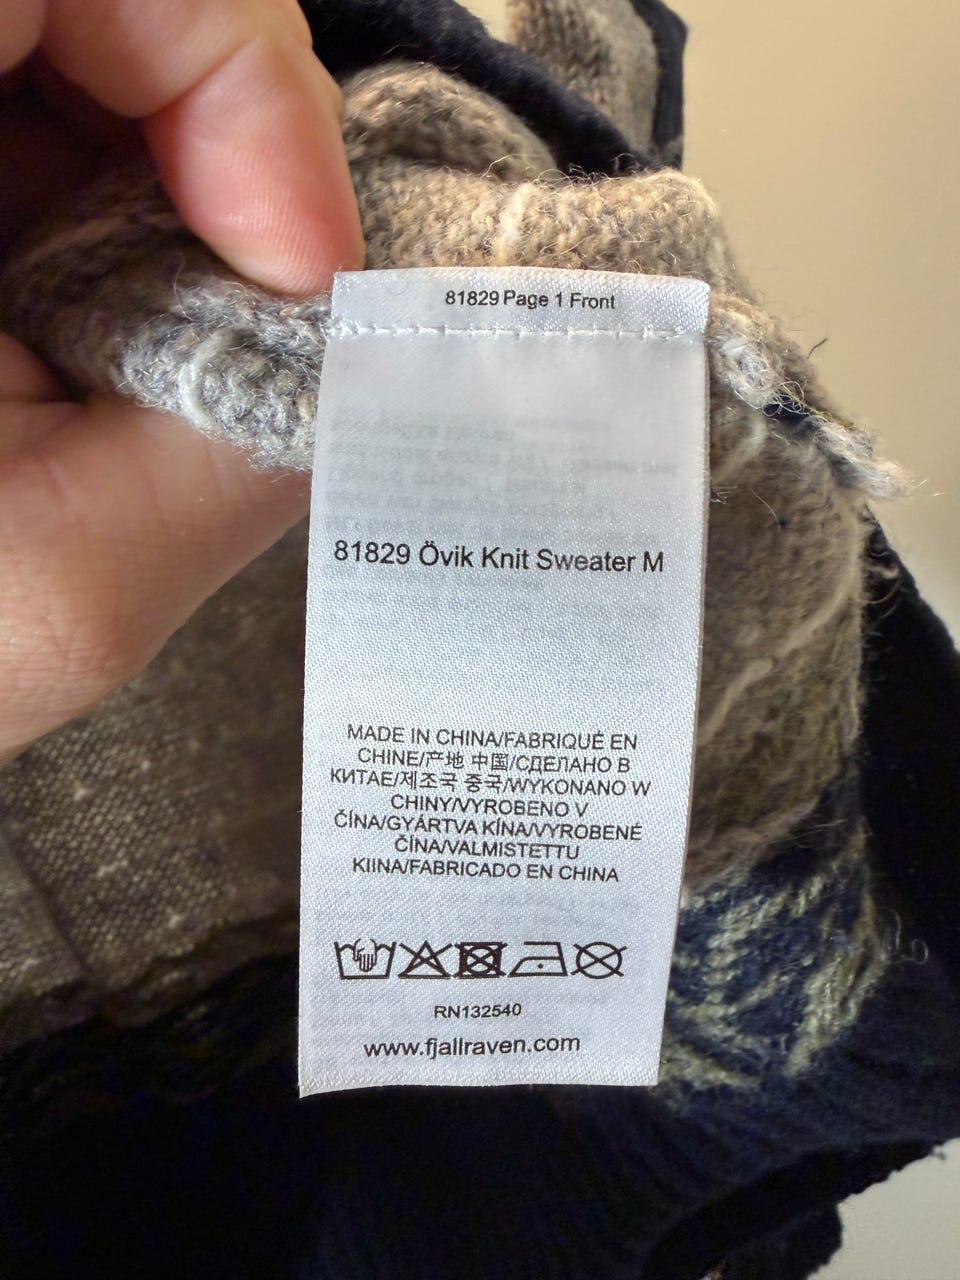 81829 Page 1 Front
81829 Övik Knit Sweater M
MADE IN CHINA/FABRIQUÉ EN
CHINE/产地 中国/СДЕЛАНО В
КИТАЕ/제조국 중국/WYKONANO W
CHINY/VYROBENO V
ČÍNA/GYÁRTVA KÍNA/VYROBENÉ
ČÍNA/VALMISTETTU
KIINA/FABRICADO EN CHINA
RN132540
www.fjallraven.com